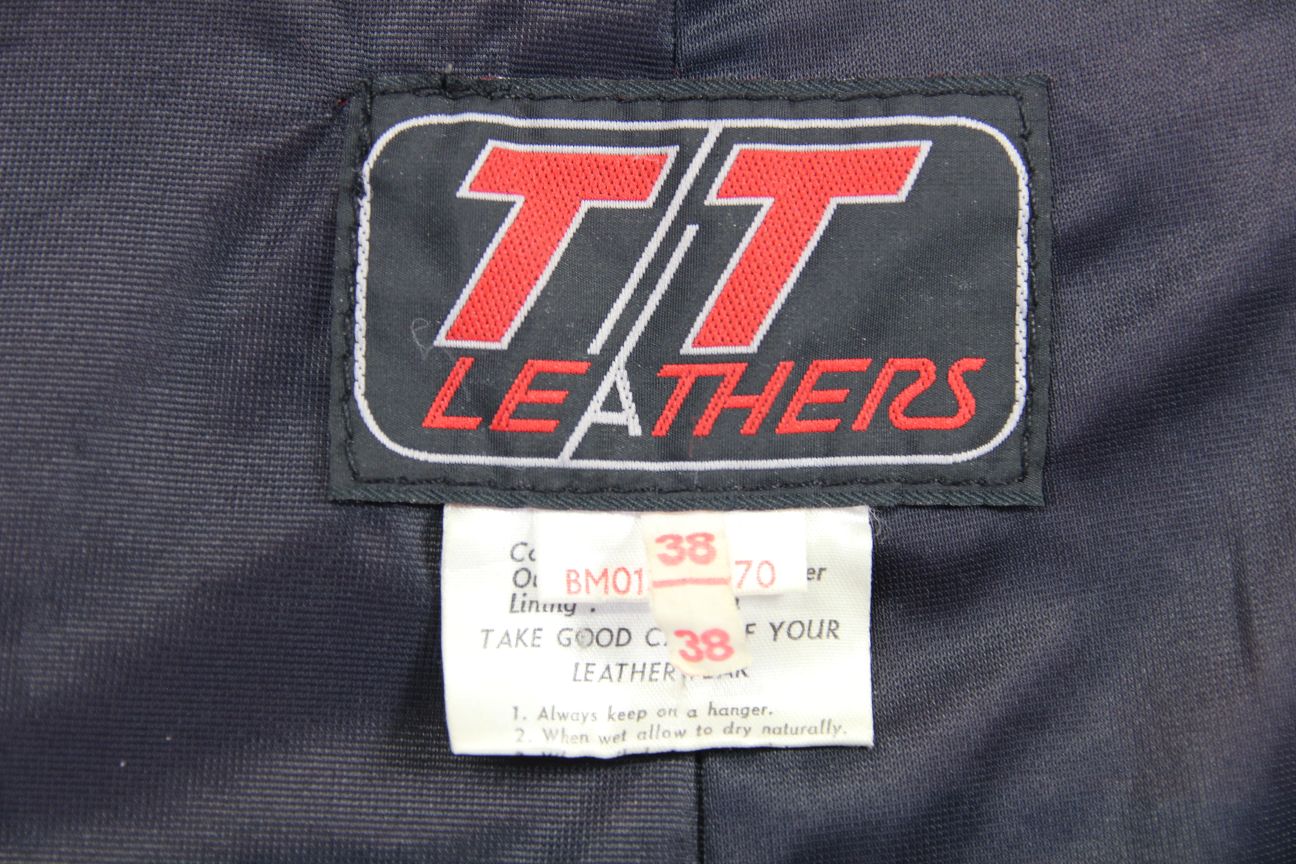 TT
LEATHERS
38
BM01 70
Lining :
38
TAKE GOOD YOUR
LEATHER
1. Always keep on a hanger.
2. When wet allow to dry naturally.